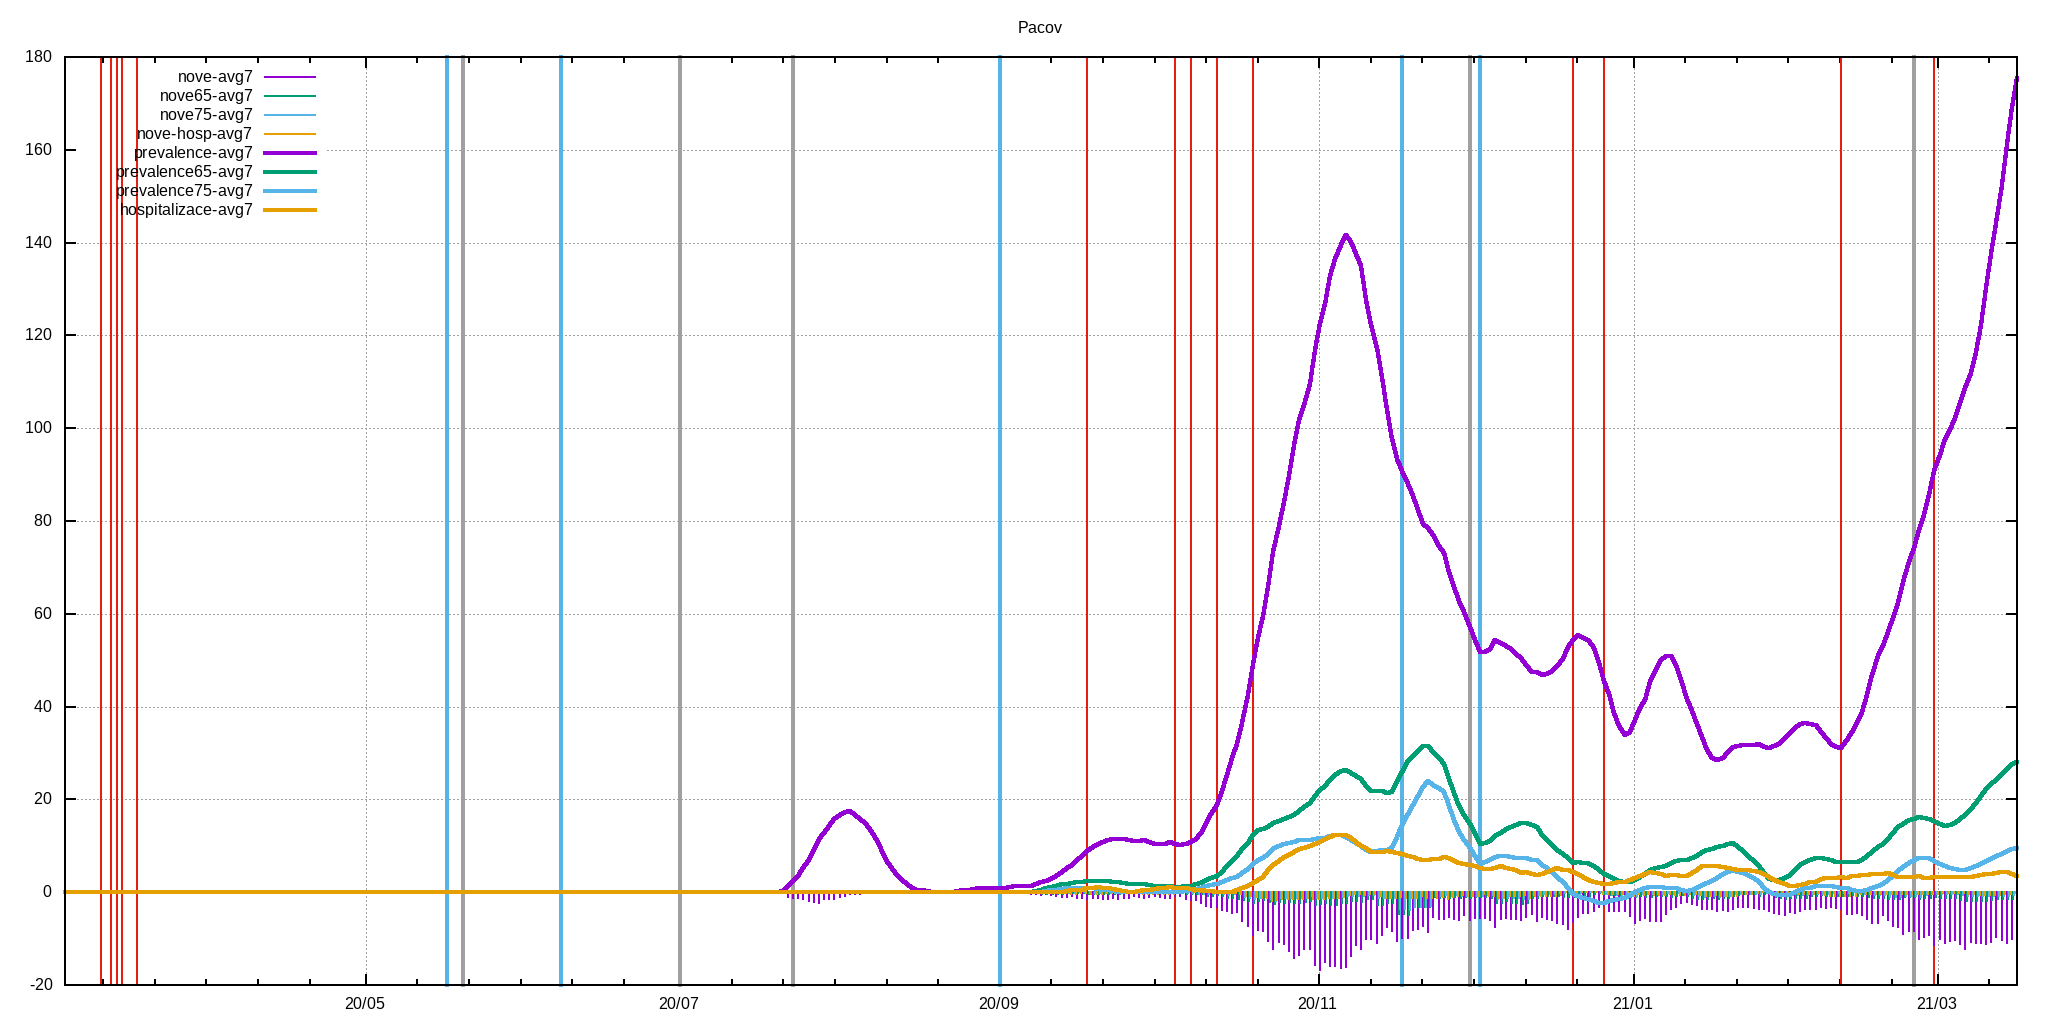 Pacov
180
160
140
120
100
80
60
40
20
0
-20
nove-avg7
nove65-avg7
nove75-avg7
nove-hosp-avg7
prevalence-avg7
prevalence65-avg7
prevalence75-avg7
hospitalizace-avg7
20/05 20/07 20/09 20/11 21/01 21/03